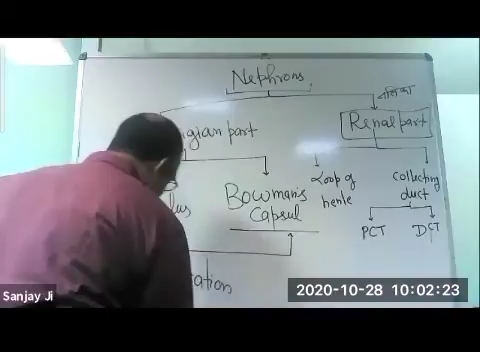 Nephrons
नलिका
gian part
Renal part
Bowman's
Capsul
Loop of
henle
Collecting
duct
PCT
DCT
ation
Sanjay Ji
2020-10-28 10:02:23